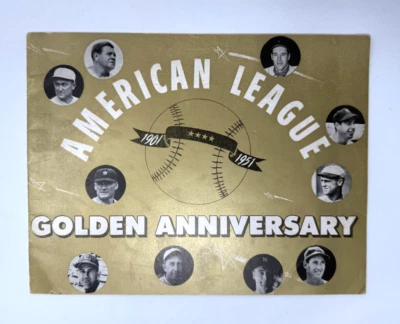 AMERICAN LEAGUE
1901 1951
GOLDEN ANNIVERSARY